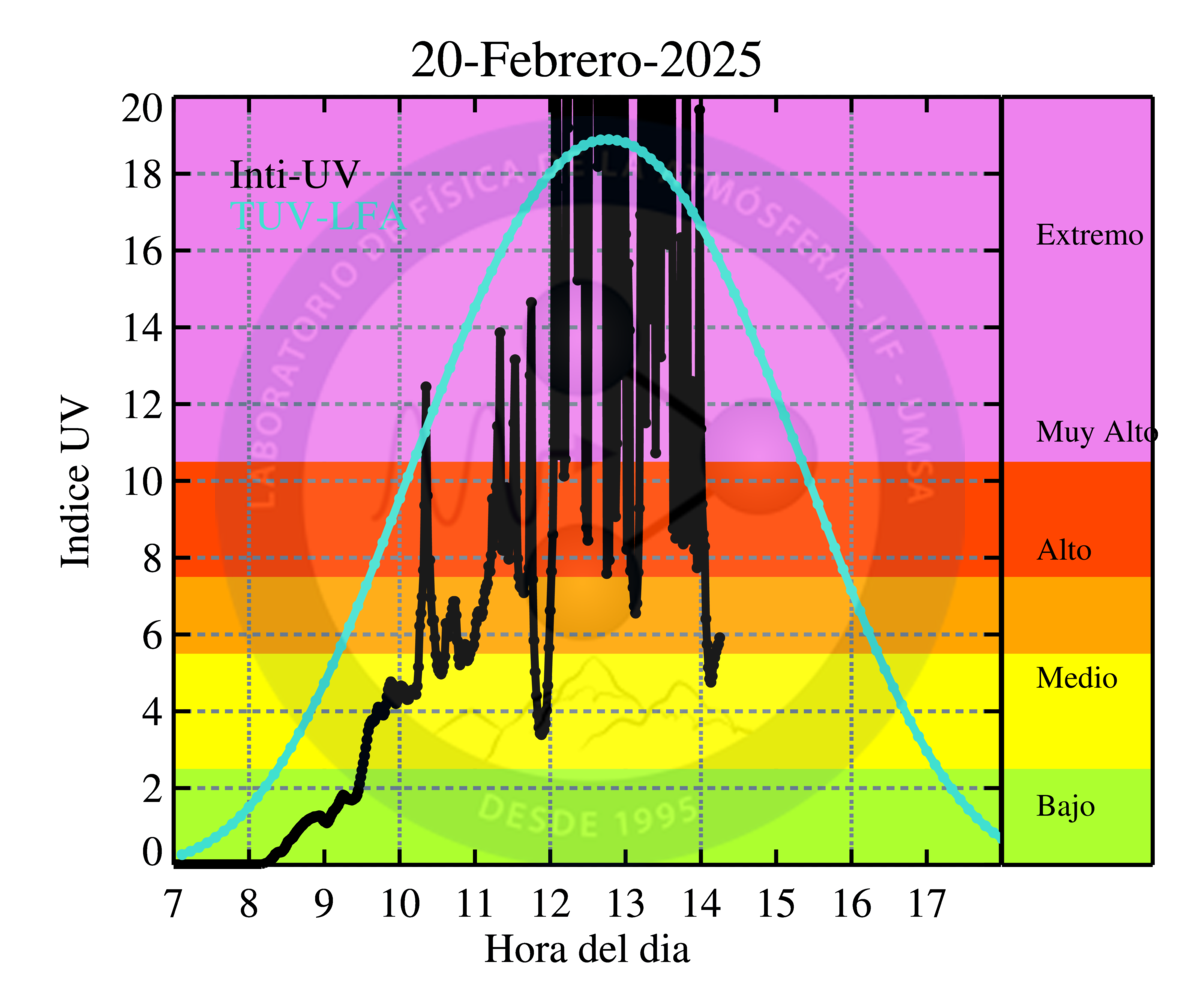 20-Febrero-2025
20
18
16
14
12
10
8
6
4
2
0
Indice UV
Inti-UV
TUV-LFA
LABORATORIO DE FÍSICA DE LA ATMÓSFERA - IIF - UMSA
DESDE 1995
Extremo
Muy Alto
Alto
Medio
Bajo
7 8 9 10 11 12 13 14 15 16 17
Hora del dia